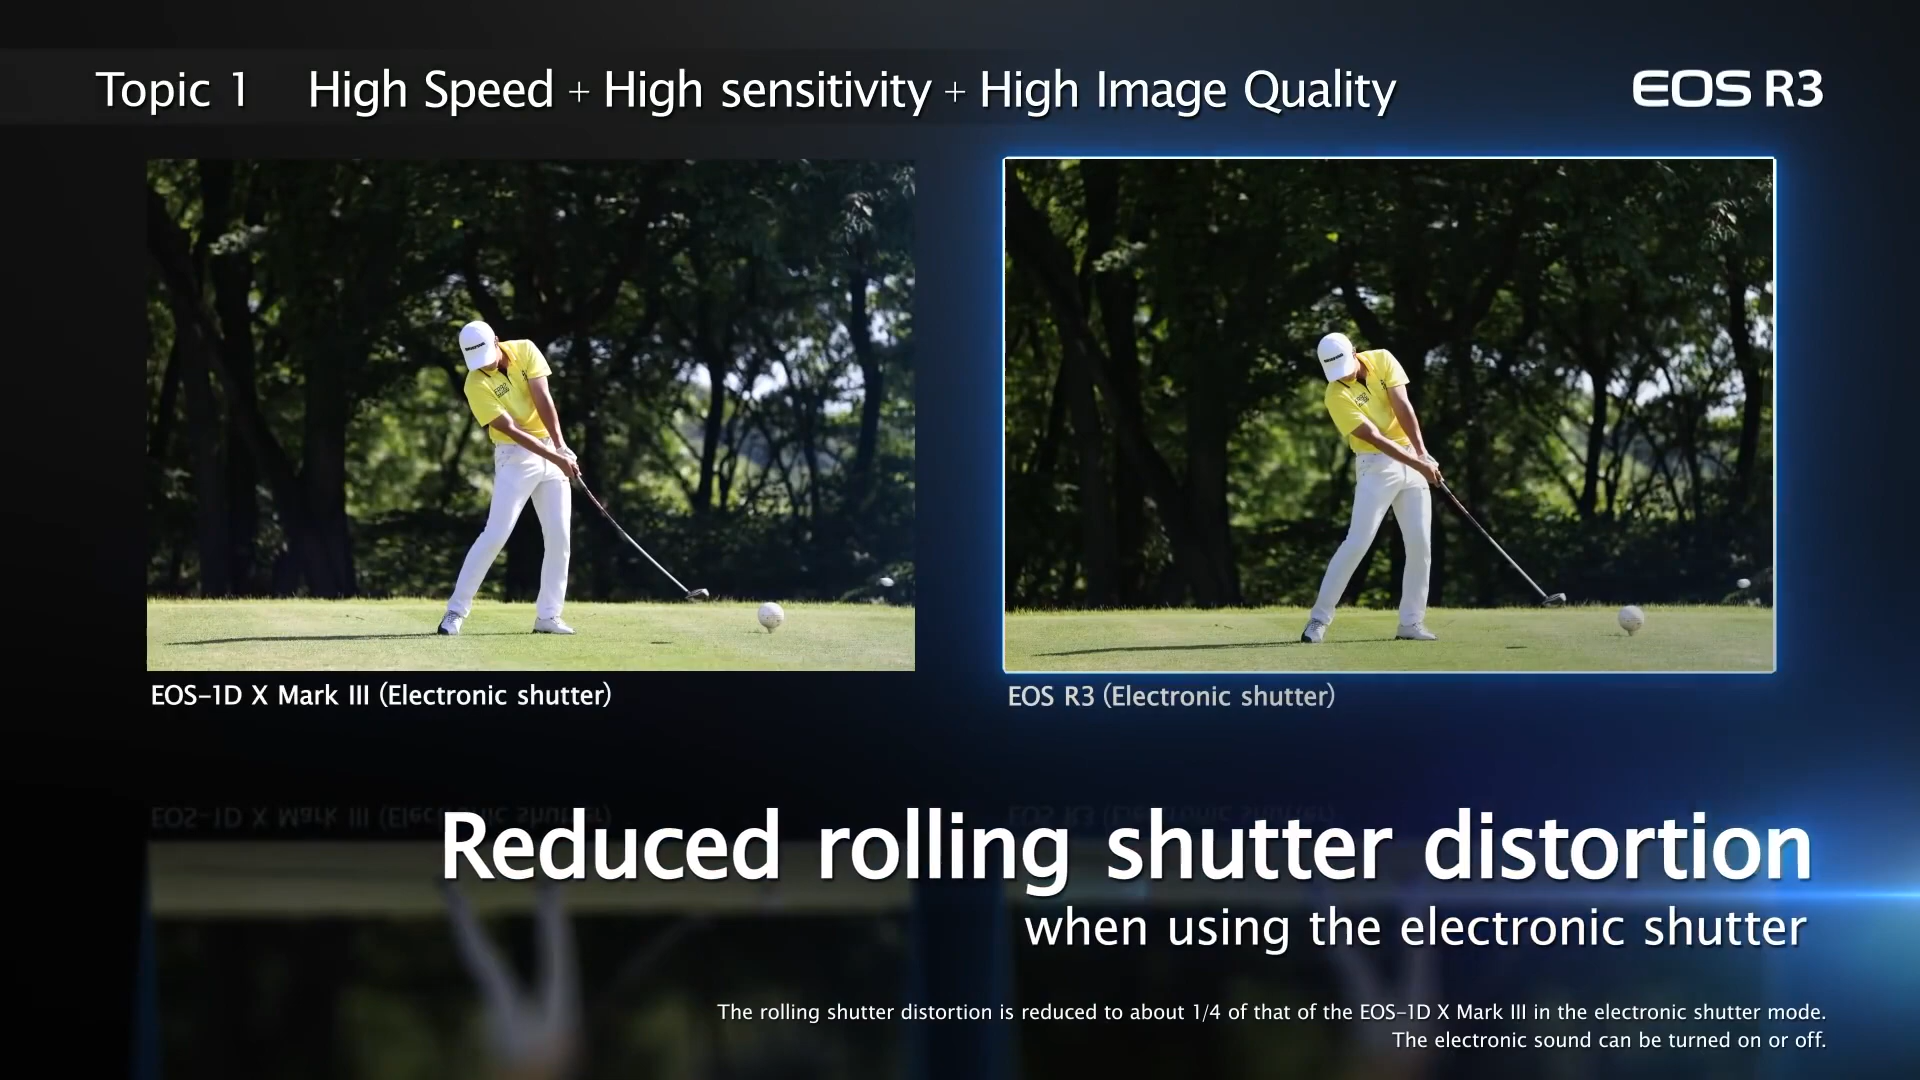 Topic 1 High Speed + High sensitivity + High Image Quality
EOS R3
EOS-1D X Mark III (Electronic shutter)
EOS R3 (Electronic shutter)
Reduced rolling shutter distortion
when using the electronic shutter
The rolling shutter distortion is reduced to about 1/4 of that of the EOS-1D X Mark III in the electronic shutter mode.
The electronic sound can be turned on or off.